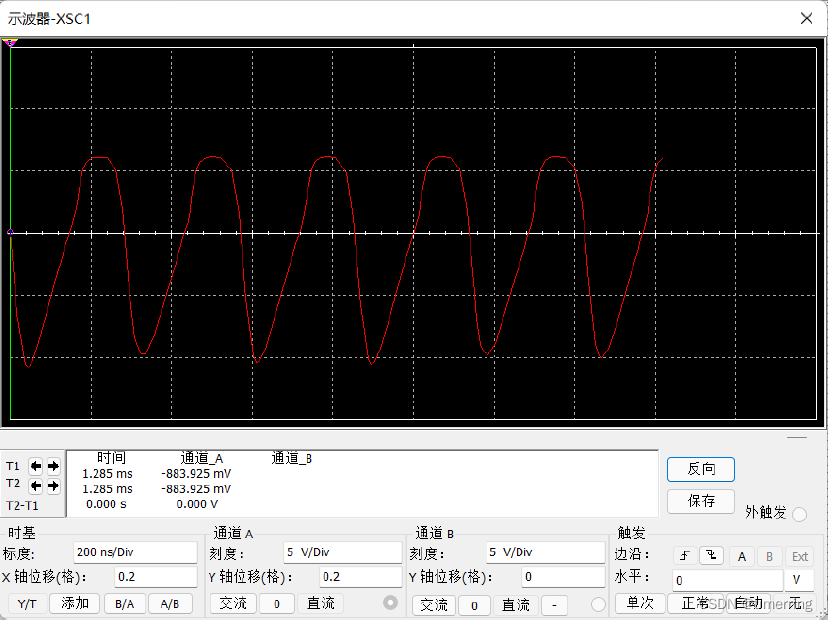 示波器-XSC1
时间 通道_A 通道_B
T1 1.285 ms -883.925 mV
T2 1.285 ms -883.925 mV
T2-T1 0.000 s 0.000 V
反向
保存
外触发
时基
标度: 200 ns/Div
X 轴位移(格): 0.2
Y/T 添加 B/A A/B
通道 A
刻度: 5 V/Div
Y 轴位移(格): 0.2
交流 0 直流
通道 B
刻度: 5 V/Div
Y 轴位移(格): 0
交流 0 直流 -
触发
边沿: A B Ext
水平: 0 V
单次 正常 自动 无